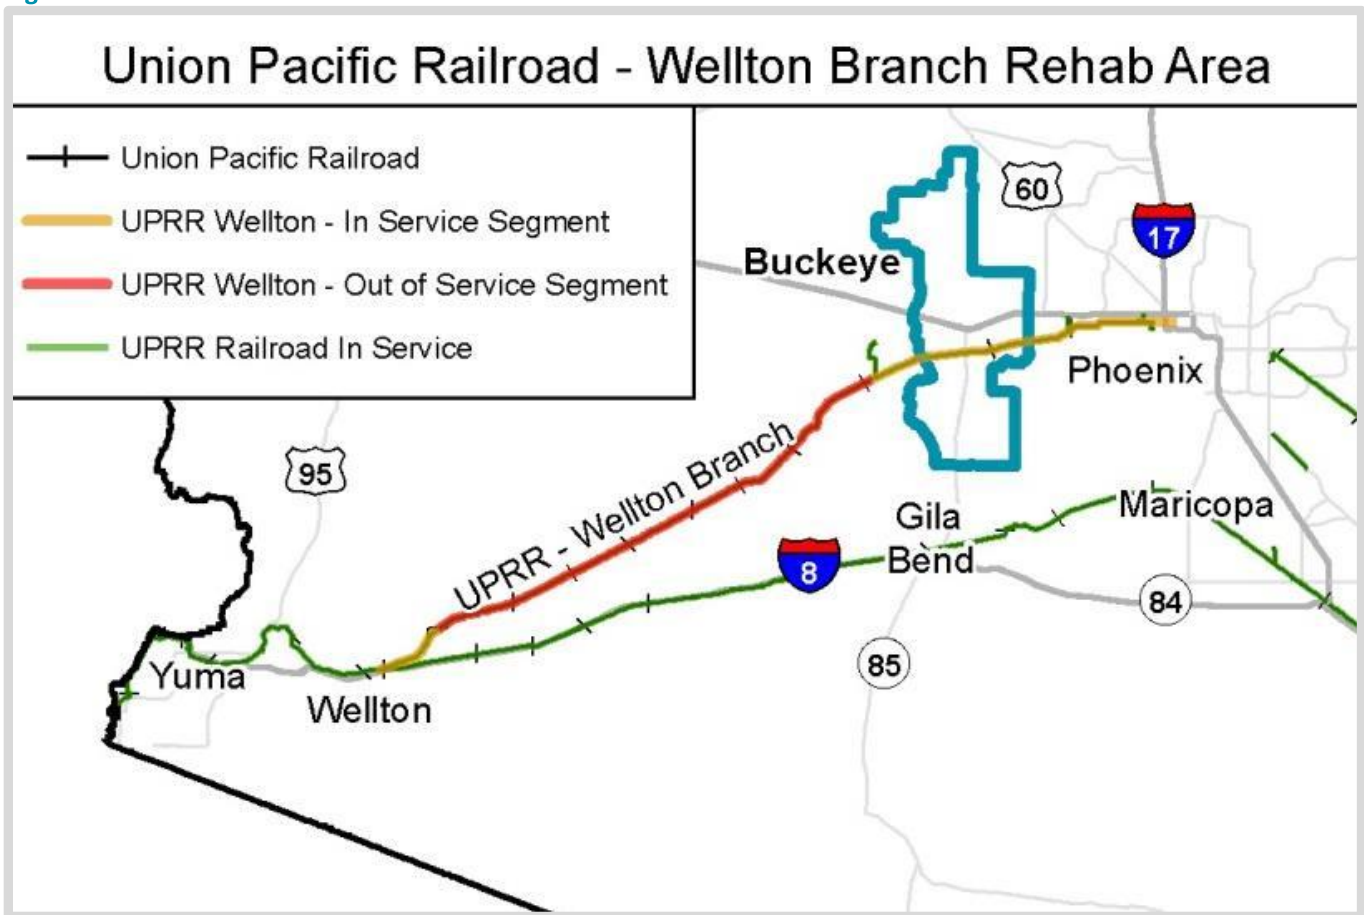 Union Pacific Railroad - Wellton Branch Rehab Area
Union Pacific Railroad
UPRR Wellton - In Service Segment
UPRR Wellton - Out of Service Segment
UPRR Railroad In Service
60
17
Buckeye
Phoenix
95
UPRR - Wellton Branch
Gila
Bend
Maricopa
8
84
85
Yuma
Wellton